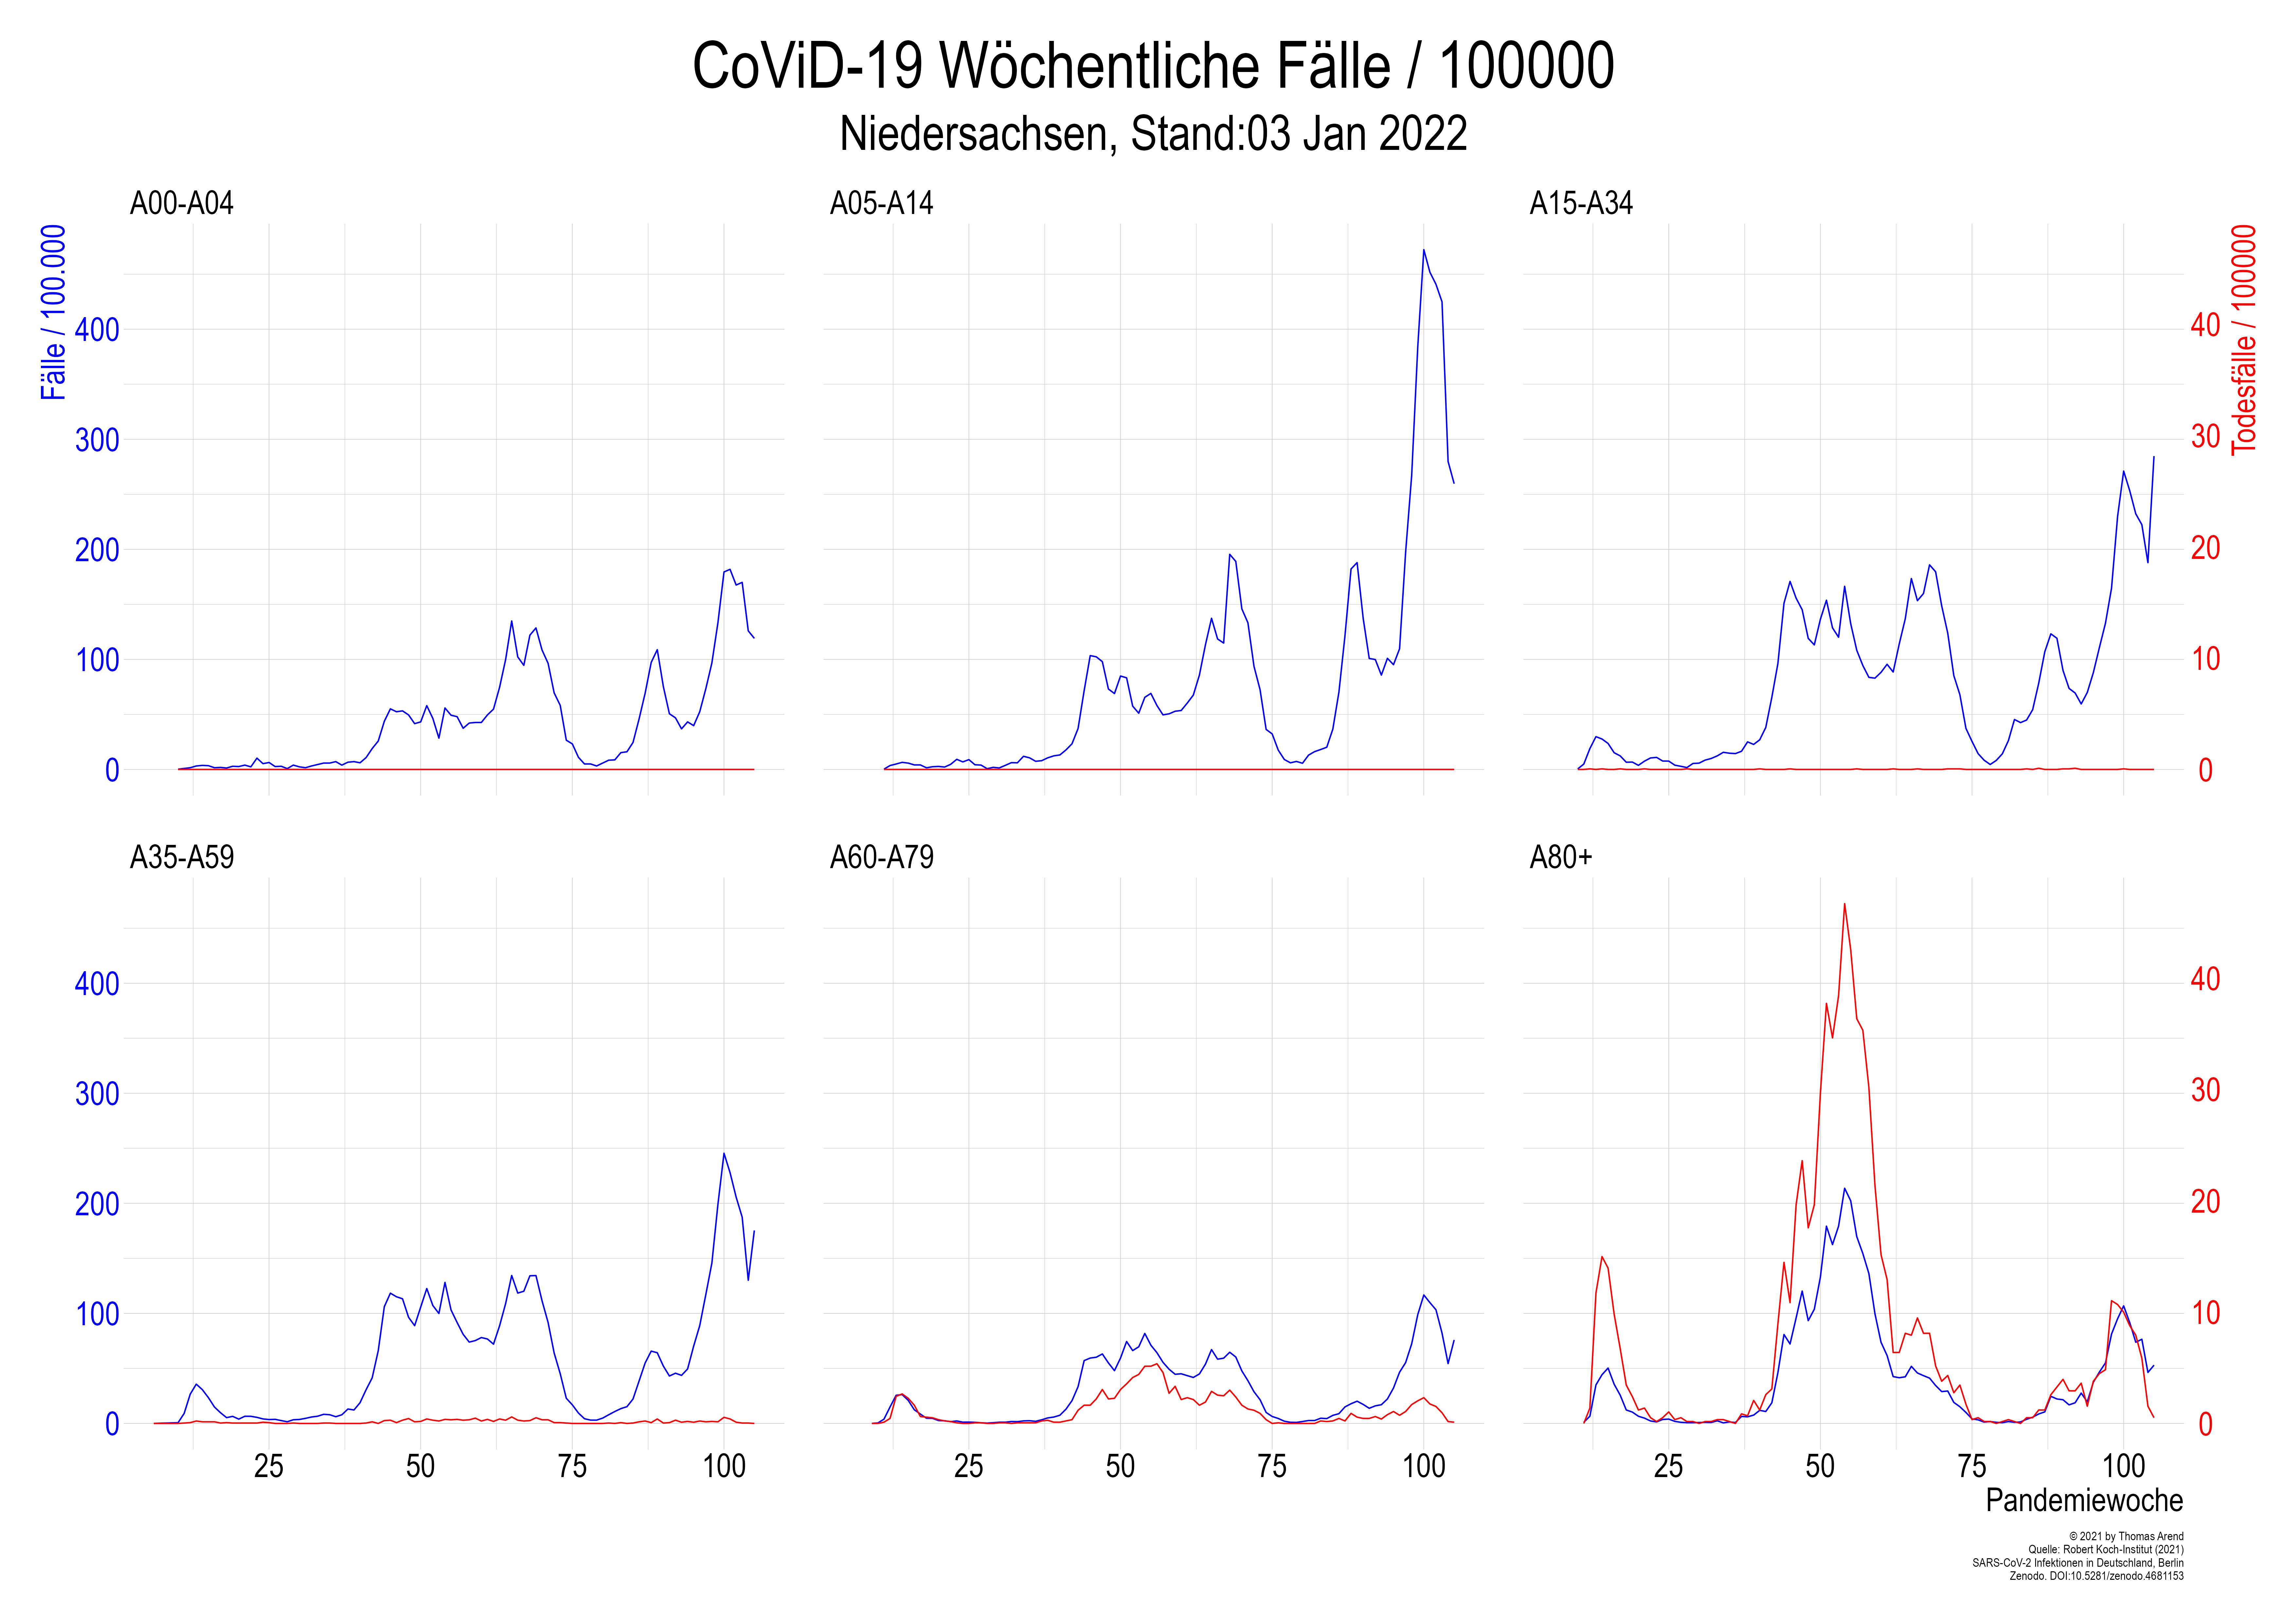 CoViD-19 Wöchentliche Fälle / 100000
Niedersachsen, Stand:03 Jan 2022
A00-A04
A05-A14
A15-A34
Fälle / 100.000
400
300
200
100
0
Todesfälle / 100000
40
30
20
10
0
A35-A59
A60-A79
A80+
400
300
200
100
0
40
30
20
10
0
25 50 75 100
25 50 75 100
25 50 75 100
Pandemiewoche
© 2021 by Thomas Arend
Quelle: Robert Koch-Institut (2021)
SARS-CoV-2 Infektionen in Deutschland, Berlin
Zenodo. DOI:10.5281/zenodo.4681153